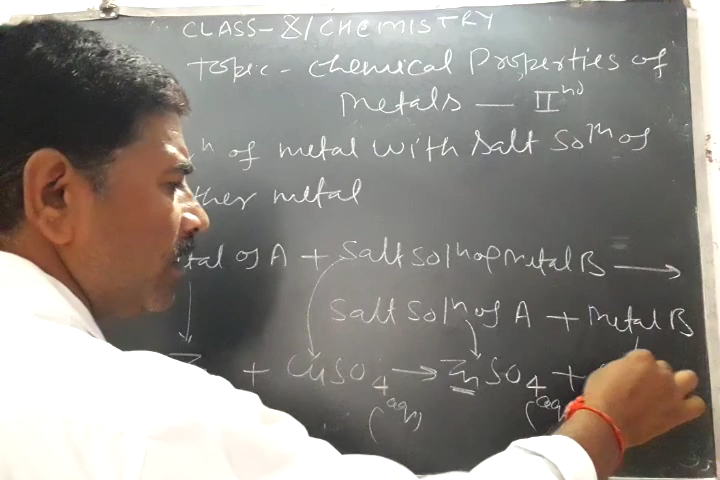 CLASS-X/CHEMISTRY
Topic - Chemical Properties of
Metals — IInd
n of metal with salt Soln of
ther metal
tal of A + Salt Soln of Metal B ⟶
Salt Soln of A + Metal B
+ CuSO4 (aq) → ZnSO4 (aq) +